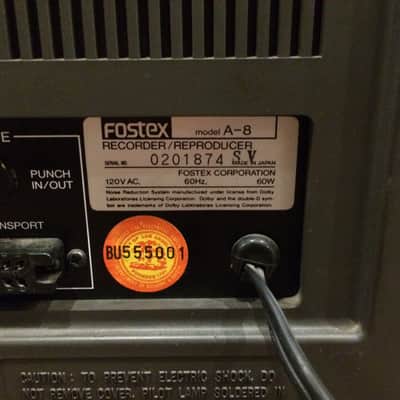 FOSTEX model A-8
RECORDER/REPRODUCER
SERIAL NO. 0201874 S.V MADE IN JAPAN
FOSTEX CORPORATION
120V AC, 60Hz, 60W
Noise Reduction System manufactured under license from Dolby
Laboratories Licensing Corporation. Dolby and the double-D sym-
bol are trademarks of Dolby Laboratories Licensing Corporation.
E
PUNCH
IN/OUT
NSPORT
BU555001
CAUTION: TO PREVENT ELECTRIC SHOCK, DO
NOT REMOVE COVER. PILOT LAMP SOLDERED IN